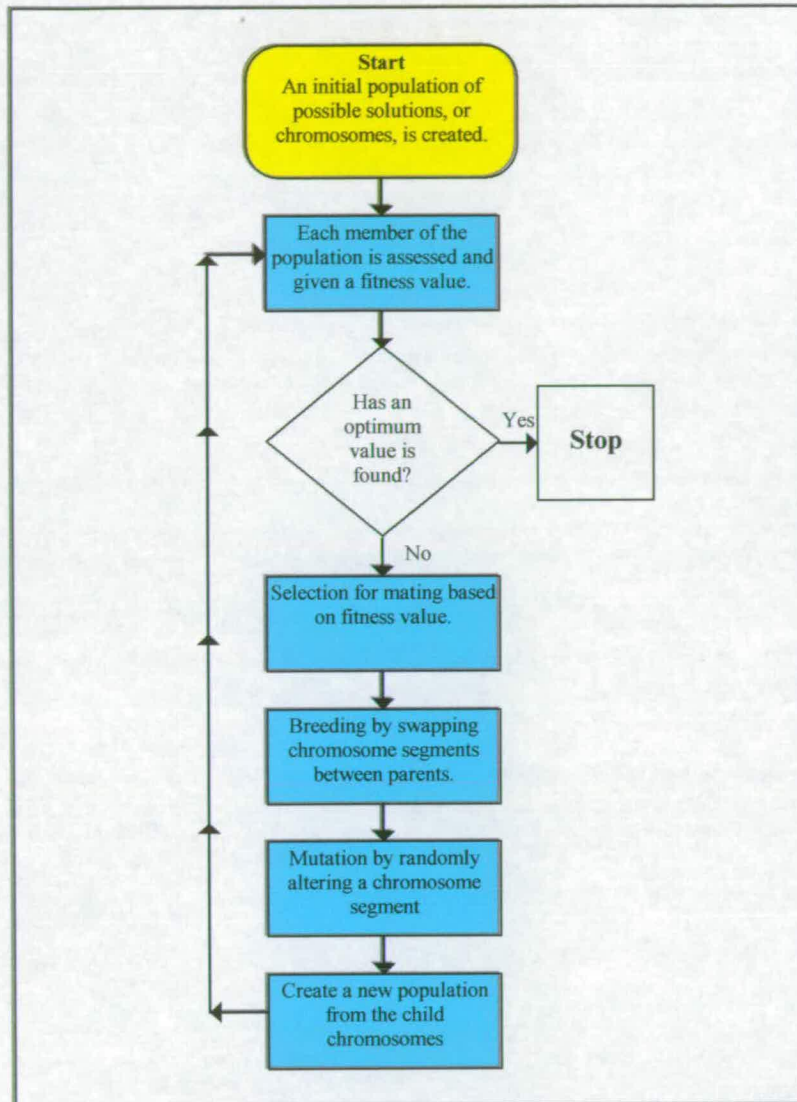 Start
An initial population of
possible solutions, or
chromosomes, is created.
Each member of the
population is assessed and
given a fitness value.
Has an
optimum
value is
found?
Yes
Stop
No
Selection for mating based
on fitness value.
Breeding by swapping
chromosome segments
between parents.
Mutation by randomly
altering a chromosome
segment
Create a new population
from the child
chromosomes